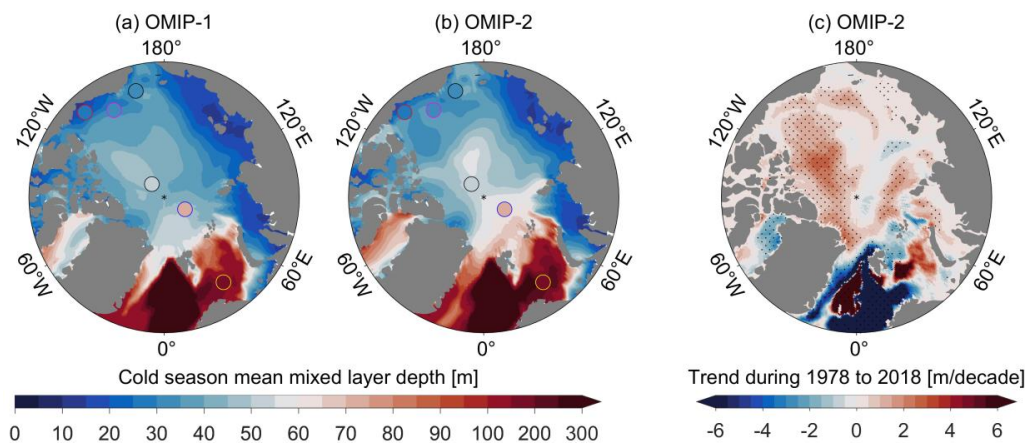 (a) OMIP-1
(b) OMIP-2
(c) OMIP-2
180°
180°
180°
120°W
120°E
120°W
120°E
120°W
120°E
*
*
*
60°W
60°E
60°W
60°E
60°W
60°E
0°
0°
0°
Cold season mean mixed layer depth [m]
Trend during 1978 to 2018 [m/decade]
0 10 20 30 40 50 60 70 80 90 100 200 300
-6 -4 -2 0 2 4 6